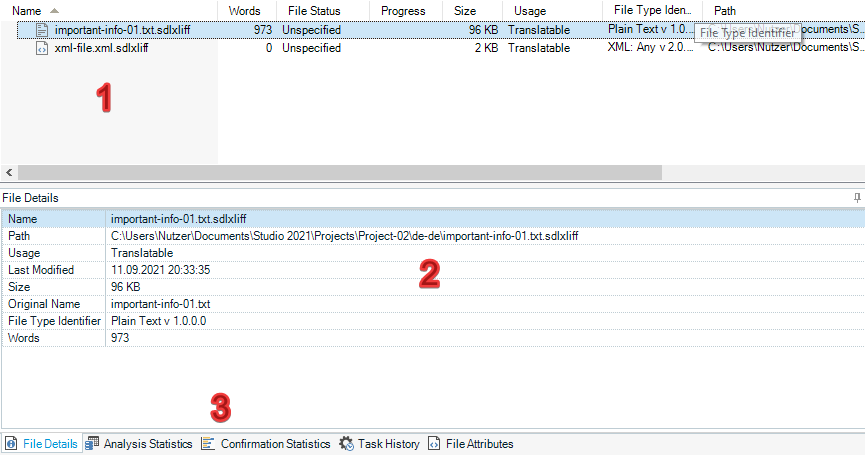 Name Words File Status Progress Size Usage File Type Iden... Path
important-info-01.txt.sdlxliff 973 Unspecified 96 KB Translatable Plain Text v 1.0.... C:\Users\Nutzer\Documents\S...
File Type Identifier
xml-file.xml.sdlxliff 0 Unspecified 2 KB Translatable XML: Any v 2.0.... C:\Users\Nutzer\Documents\S...
1
File Details
Name important-info-01.txt.sdlxliff
Path C:\Users\Nutzer\Documents\Studio 2021\Projects\Project-02\de-de\important-info-01.txt.sdlxliff
Usage Translatable
Last Modified 11.09.2021 20:33:35
2
Size 96 KB
Original Name important-info-01.txt
File Type Identifier Plain Text v 1.0.0.0
Words 973
3
File Details Analysis Statistics Confirmation Statistics Task History File Attributes